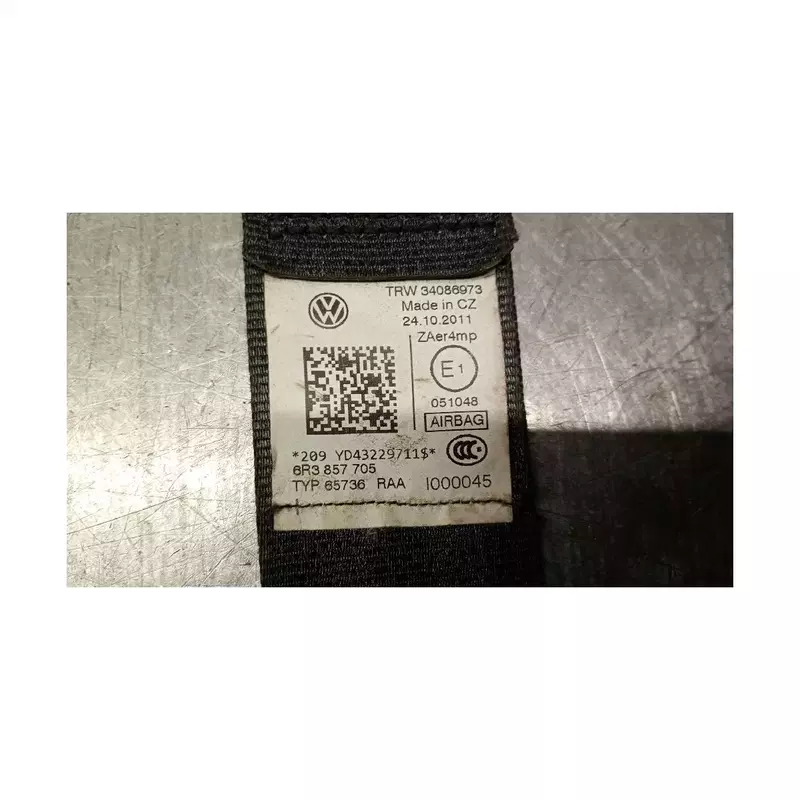 TRW 34086973
Made in CZ
24.10.2011
ZAer4mp
E1
051048
AIRBAG
*209 YD43229711$*
6R3 857 705
TYP 65736 RAA I000045